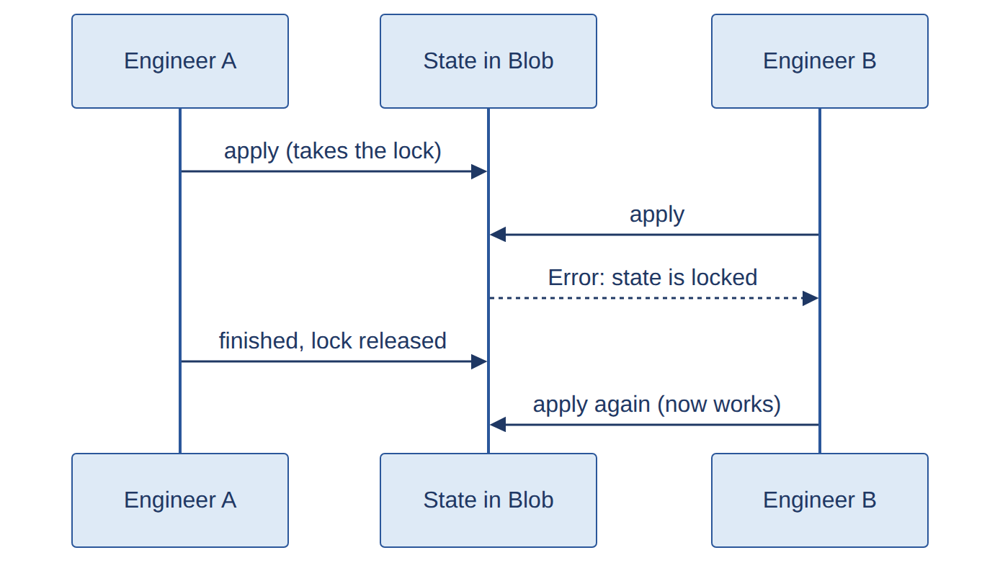 Engineer A
State in Blob
Engineer B
apply (takes the lock)
apply
Error: state is locked
finished, lock released
apply again (now works)
Engineer A
State in Blob
Engineer B